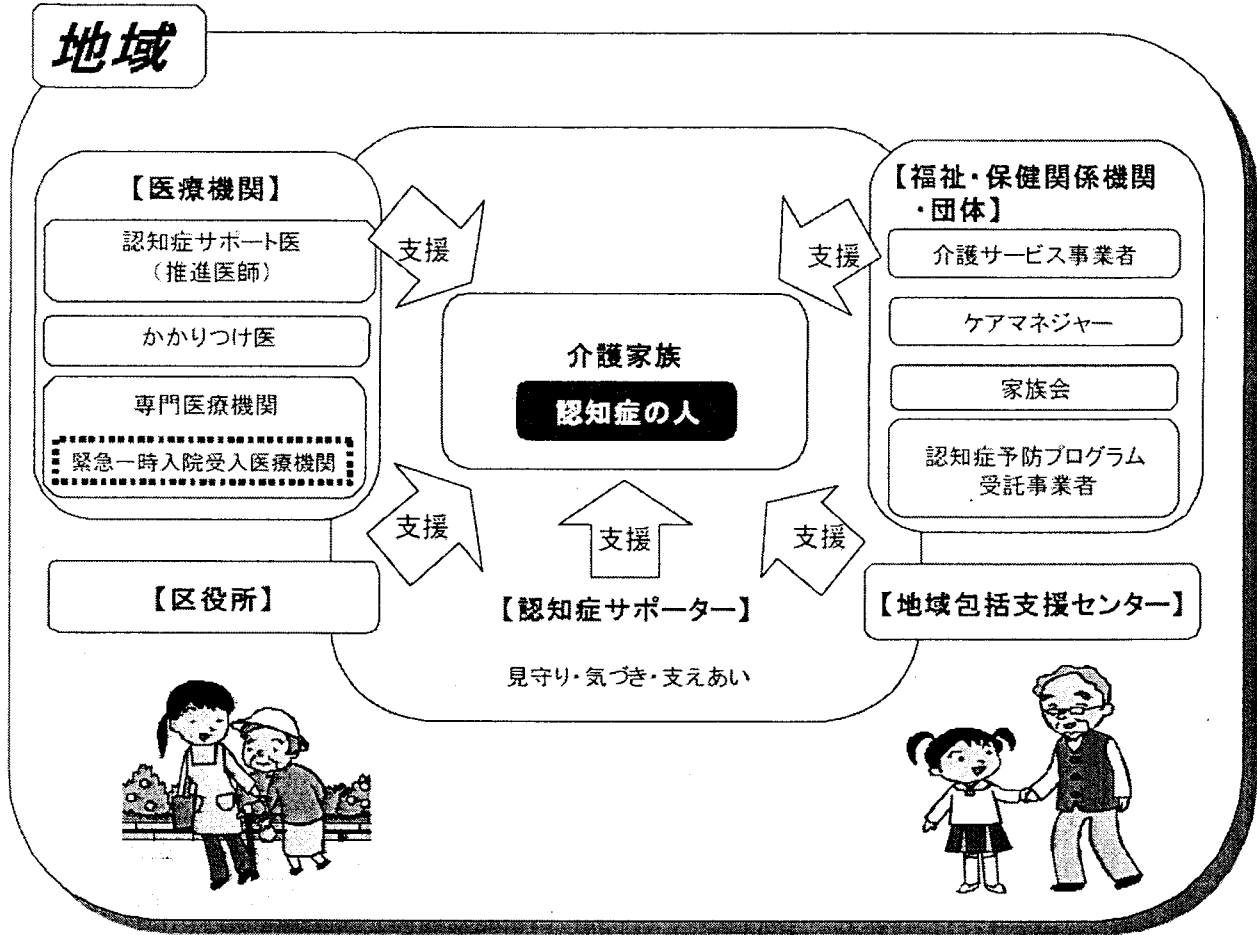 地域
【医療機関】
認知症サポート医
(推進医師)
かかりつけ医
専門医療機関
緊急一時入院受入医療機関
【区役所】
支援
支援
介護家族
認知症の人
支援
【認知症サポーター】
見守り・気づき・支えあい
支援
支援
【福祉・保健関係機関
・団体】
介護サービス事業者
ケアマネジャー
家族会
認知症予防プログラム
受託事業者
【地域包括支援センター】